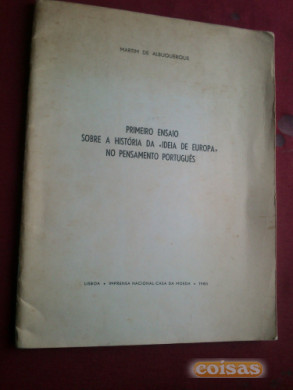 MARTIM DE ALBUQUERQUE
PRIMEIRO ENSAIO
SOBRE A HISTÓRIA DA «IDEIA DE EUROPA»
NO PENSAMENTO PORTUGUÊS
LISBOA • IMPRENSA NACIONAL-CASA DA MOEDA • 1980
coisas